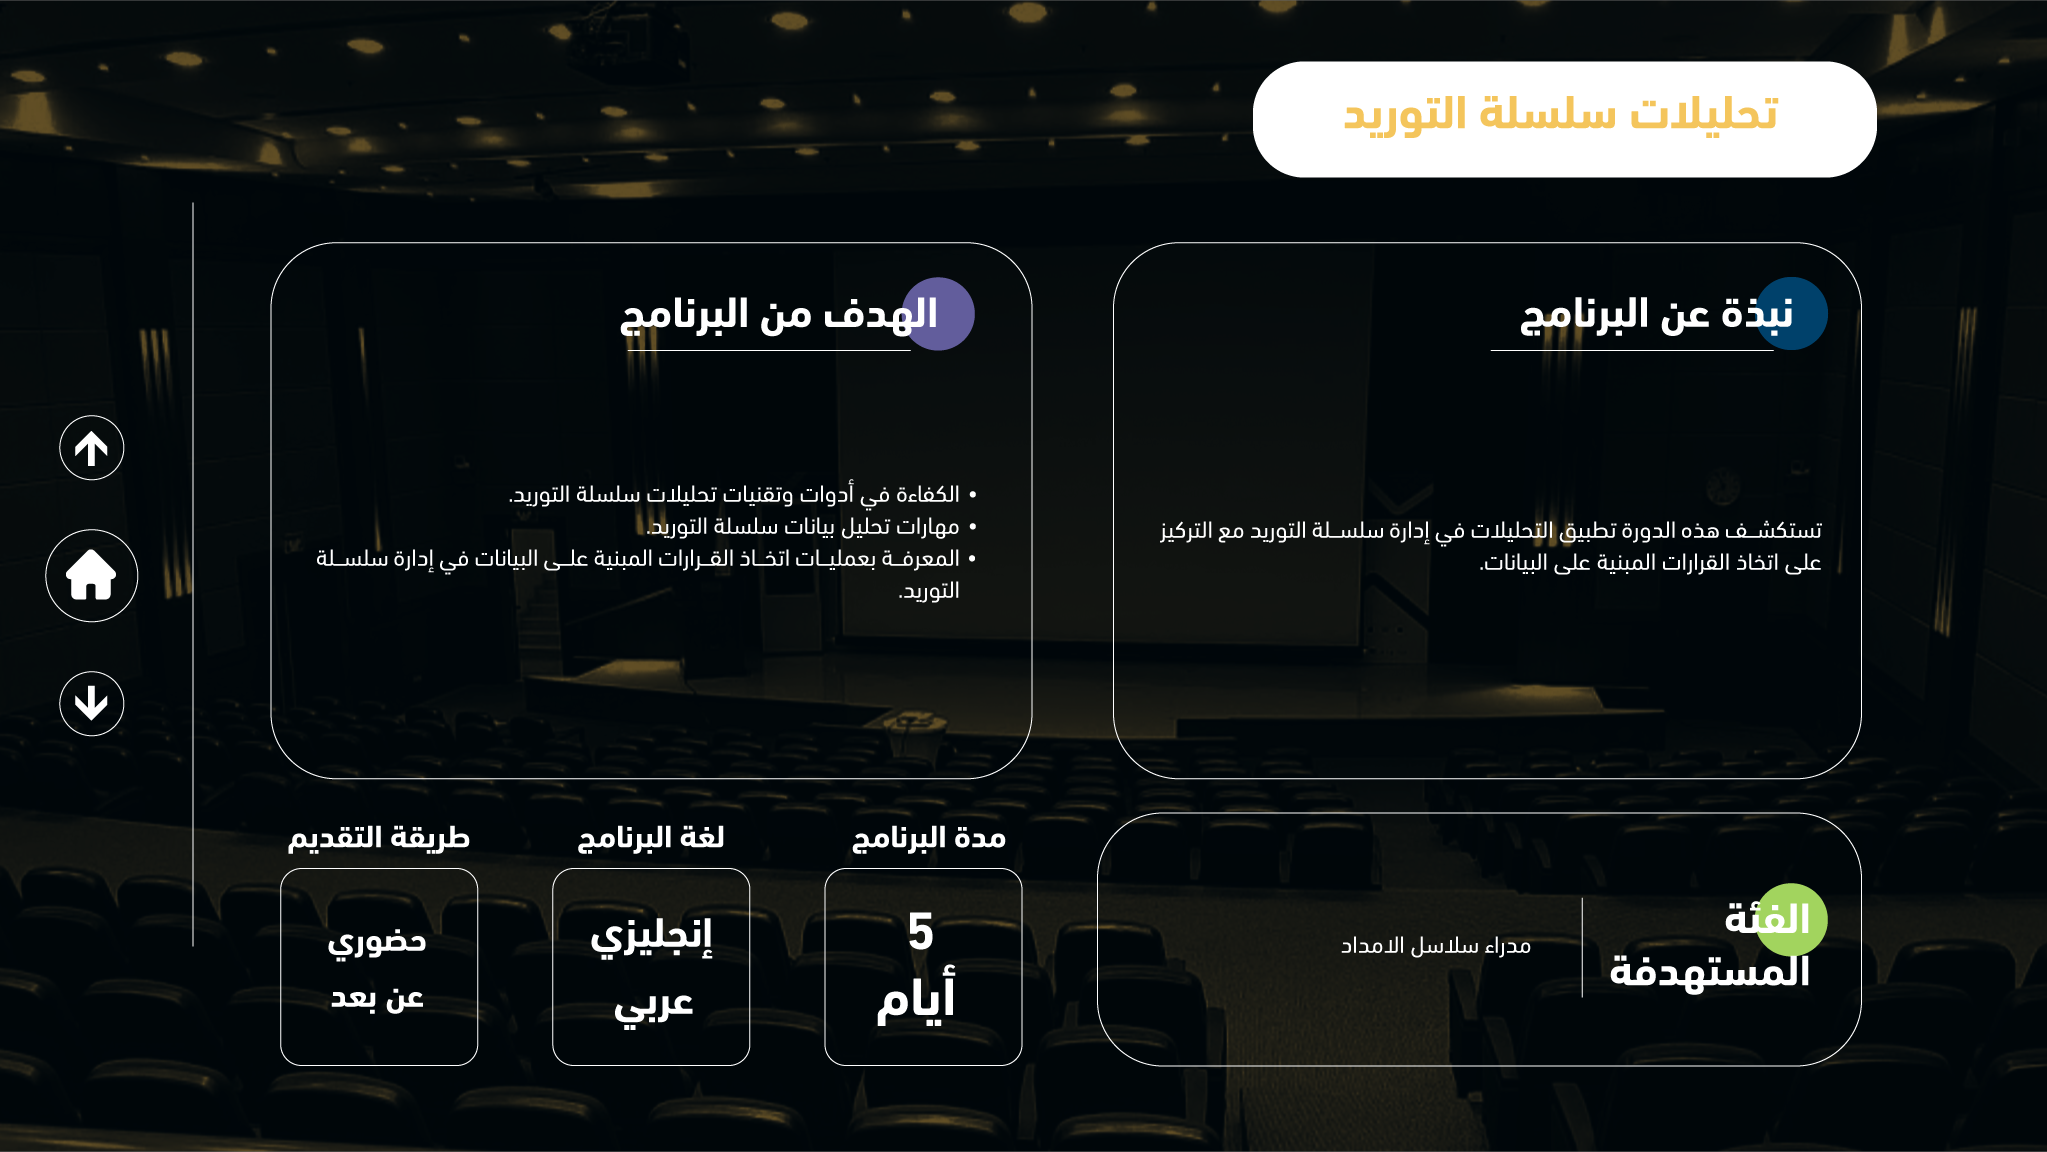 تحليلات سلسلة التوريد
نبذة عن البرنامج
تستكشف هذه الدورة تطبيق التحليلات في إدارة سلسلة التوريد مع التركيز
على اتخاذ القرارات المبنية على البيانات.
الهدف من البرنامج
• الكفاءة في أدوات وتقنيات تحليلات سلسلة التوريد.
• مهارات تحليل بيانات سلسلة التوريد.
• المعرفة بعمليات اتخاذ القرارات المبنية على البيانات في إدارة سلسلة
التوريد.
الفئة
المستهدفة
مدراء سلاسل الامداد
مدة البرنامج
5
أيام
لغة البرنامج
إنجليزي
عربي
طريقة التقديم
حضوري
عن بعد